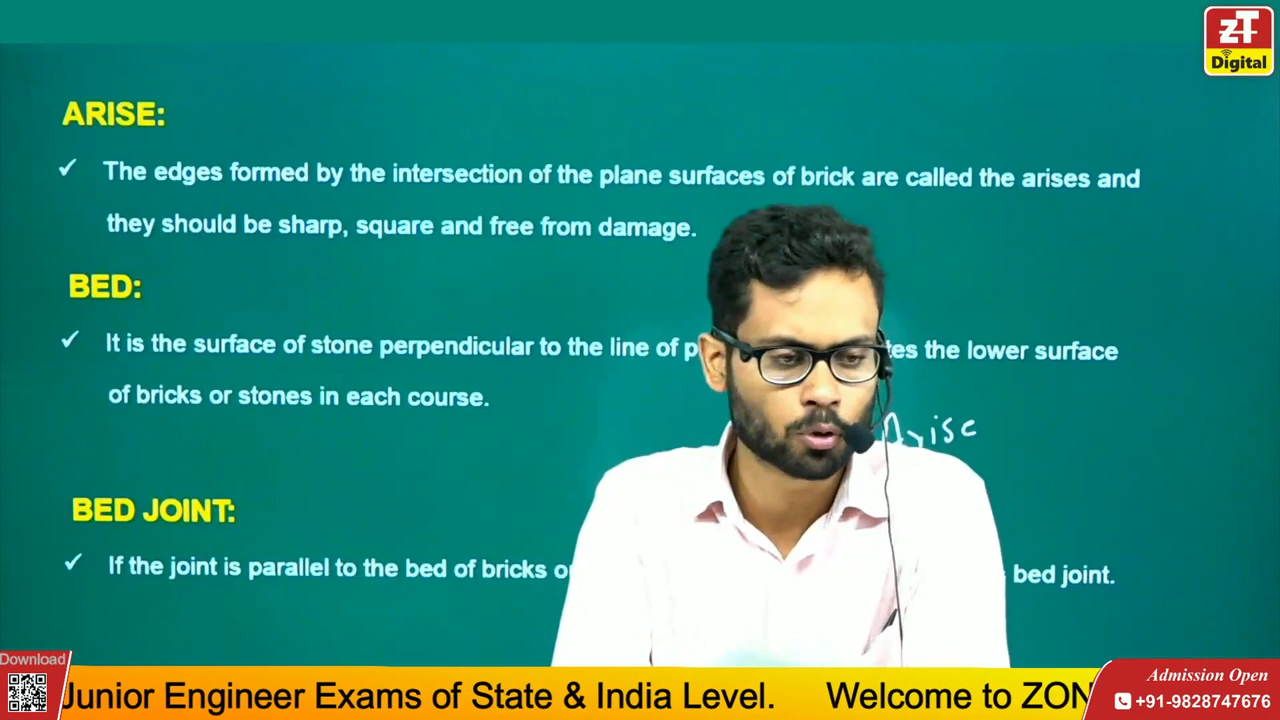 zT
Digital
ARISE:
✓ The edges formed by the intersection of the plane surfaces of brick are called the arises and
they should be sharp, square and free from damage.
BED:
✓ It is the surface of stone perpendicular to the line of p tes the lower surface
of bricks or stones in each course.
Arise
BED JOINT:
✓ If the joint is parallel to the bed of bricks o bed joint.
Download
Junior Engineer Exams of State & India Level. Welcome to ZON
Admission Open
+91-9828747676